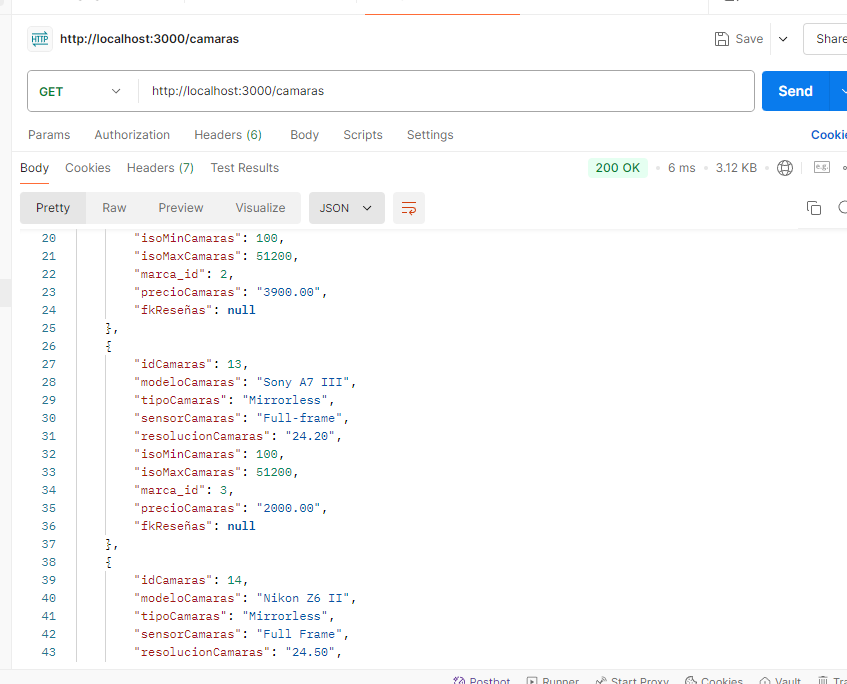 HTTP http://localhost:3000/camaras Save Share
GET http://localhost:3000/camaras Send
Params Authorization Headers (6) Body Scripts Settings Cookie
Body Cookies Headers (7) Test Results 200 OK 6 ms 3.12 KB e.g.
Pretty Raw Preview Visualize JSON
20 "isoMinCamaras": 100,
21 "isoMaxCamaras": 51200,
22 "marca_id": 2,
23 "precioCamaras": "3900.00",
24 "fkReseñas": null
25 },
26 {
27 "idCamaras": 13,
28 "modeloCamaras": "Sony A7 III",
29 "tipoCamaras": "Mirrorless",
30 "sensorCamaras": "Full-frame",
31 "resolucionCamaras": "24.20",
32 "isoMinCamaras": 100,
33 "isoMaxCamaras": 51200,
34 "marca_id": 3,
35 "precioCamaras": "2000.00",
36 "fkReseñas": null
37 },
38 {
39 "idCamaras": 14,
40 "modeloCamaras": "Nikon Z6 II",
41 "tipoCamaras": "Mirrorless",
42 "sensorCamaras": "Full Frame",
43 "resolucionCamaras": "24.50",
Postbot Runner Start Proxy Cookies Vault Tra